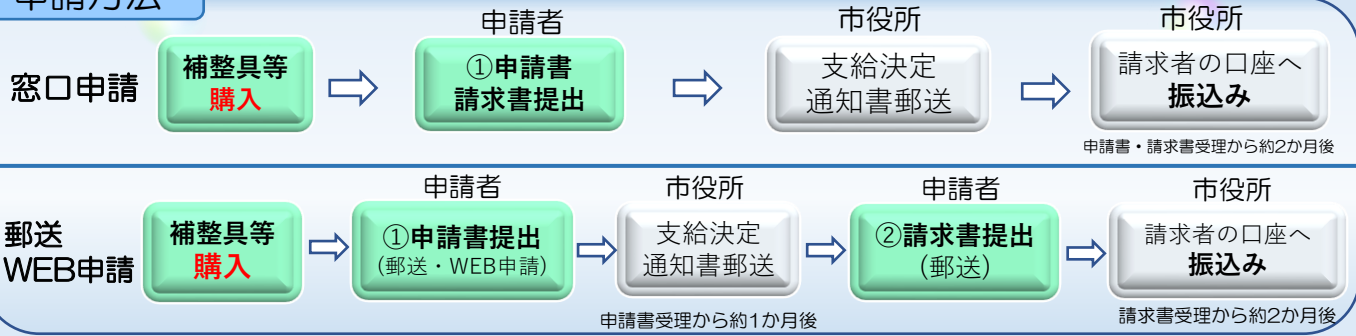 申請方法
窓口申請
補整具等
購入
申請者
①申請書
請求書提出
市役所
支給決定
通知書郵送
市役所
請求者の口座へ
振込み
申請書・請求書受理から約2か月後
郵送
WEB申請
補整具等
購入
申請者
①申請書提出
(郵送・WEB申請)
市役所
支給決定
通知書郵送
申請書受理から約1か月後
申請者
②請求書提出
(郵送)
市役所
請求者の口座へ
振込み
請求書受理から約2か月後